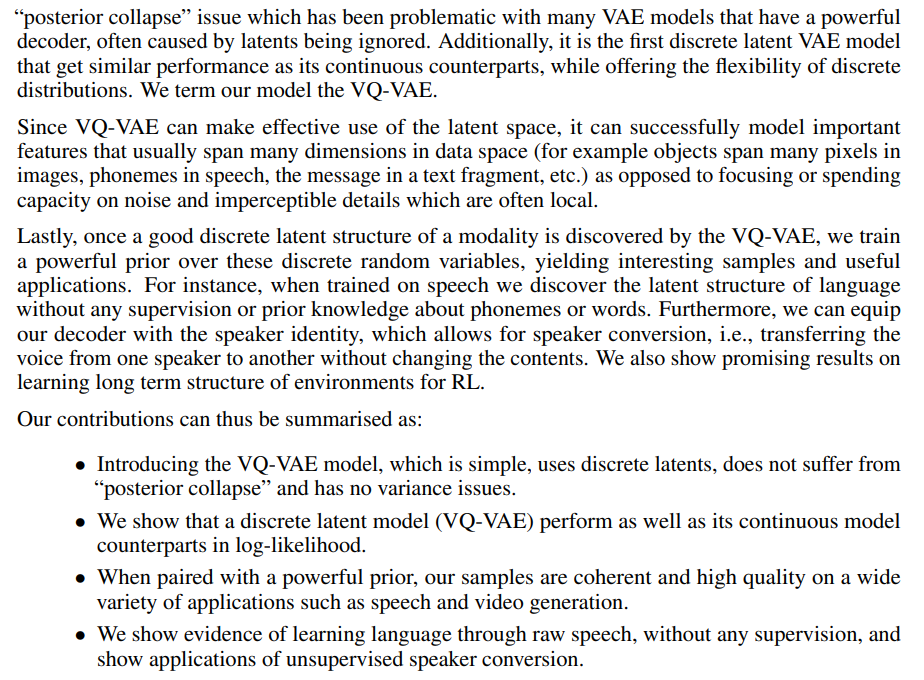 “posterior collapse” issue which has been problematic with many VAE models that have a powerful
decoder, often caused by latents being ignored. Additionally, it is the first discrete latent VAE model
that get similar performance as its continuous counterparts, while offering the flexibility of discrete
distributions. We term our model the VQ-VAE.
Since VQ-VAE can make effective use of the latent space, it can successfully model important
features that usually span many dimensions in data space (for example objects span many pixels in
images, phonemes in speech, the message in a text fragment, etc.) as opposed to focusing or spending
capacity on noise and imperceptible details which are often local.
Lastly, once a good discrete latent structure of a modality is discovered by the VQ-VAE, we train
a powerful prior over these discrete random variables, yielding interesting samples and useful
applications. For instance, when trained on speech we discover the latent structure of language
without any supervision or prior knowledge about phonemes or words. Furthermore, we can equip
our decoder with the speaker identity, which allows for speaker conversion, i.e., transferring the
voice from one speaker to another without changing the contents. We also show promising results on
learning long term structure of environments for RL.
Our contributions can thus be summarised as:
• Introducing the VQ-VAE model, which is simple, uses discrete latents, does not suffer from
“posterior collapse” and has no variance issues.
• We show that a discrete latent model (VQ-VAE) perform as well as its continuous model
counterparts in log-likelihood.
• When paired with a powerful prior, our samples are coherent and high quality on a wide
variety of applications such as speech and video generation.
• We show evidence of learning language through raw speech, without any supervision, and
show applications of unsupervised speaker conversion.